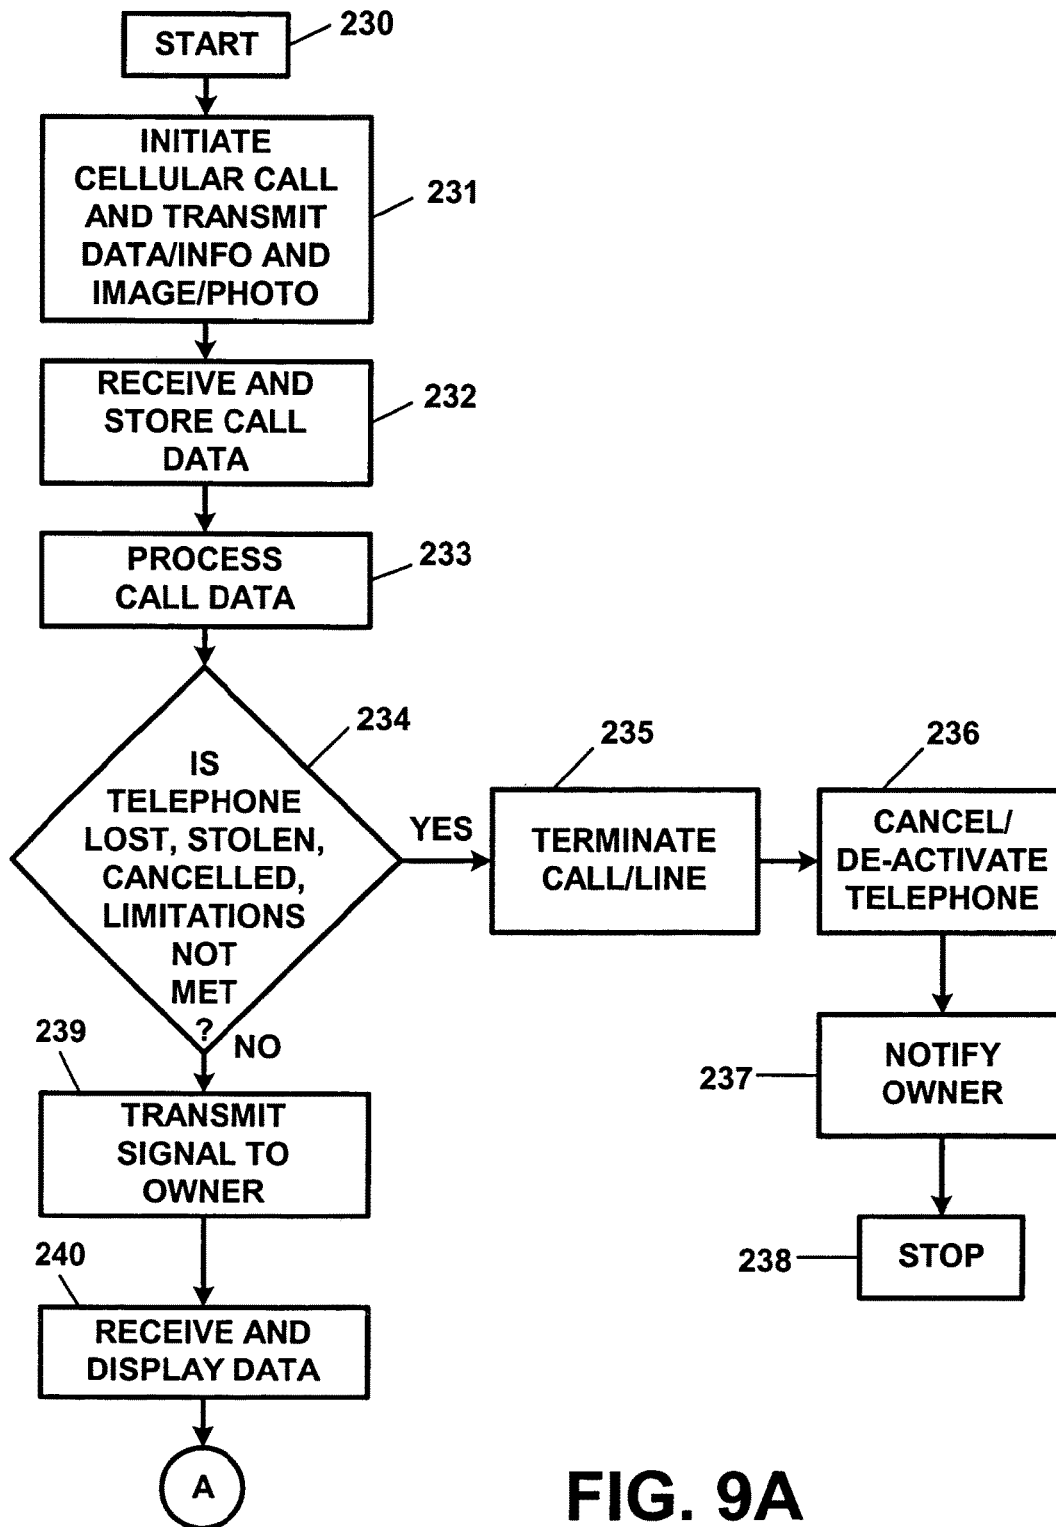 START
230
INITIATE
CELLULAR CALL
AND TRANSMIT
DATA/INFO AND
IMAGE/PHOTO
231
RECEIVE AND
STORE CALL
DATA
232
PROCESS
CALL DATA
233
IS
TELEPHONE
LOST, STOLEN,
CANCELLED,
LIMITATIONS
NOT
MET
?
234
YES
TERMINATE
CALL/LINE
235
CANCEL/
DE-ACTIVATE
TELEPHONE
236
NOTIFY
OWNER
237
STOP
238
NO
239
TRANSMIT
SIGNAL TO
OWNER
240
RECEIVE AND
DISPLAY DATA
A
FIG. 9A